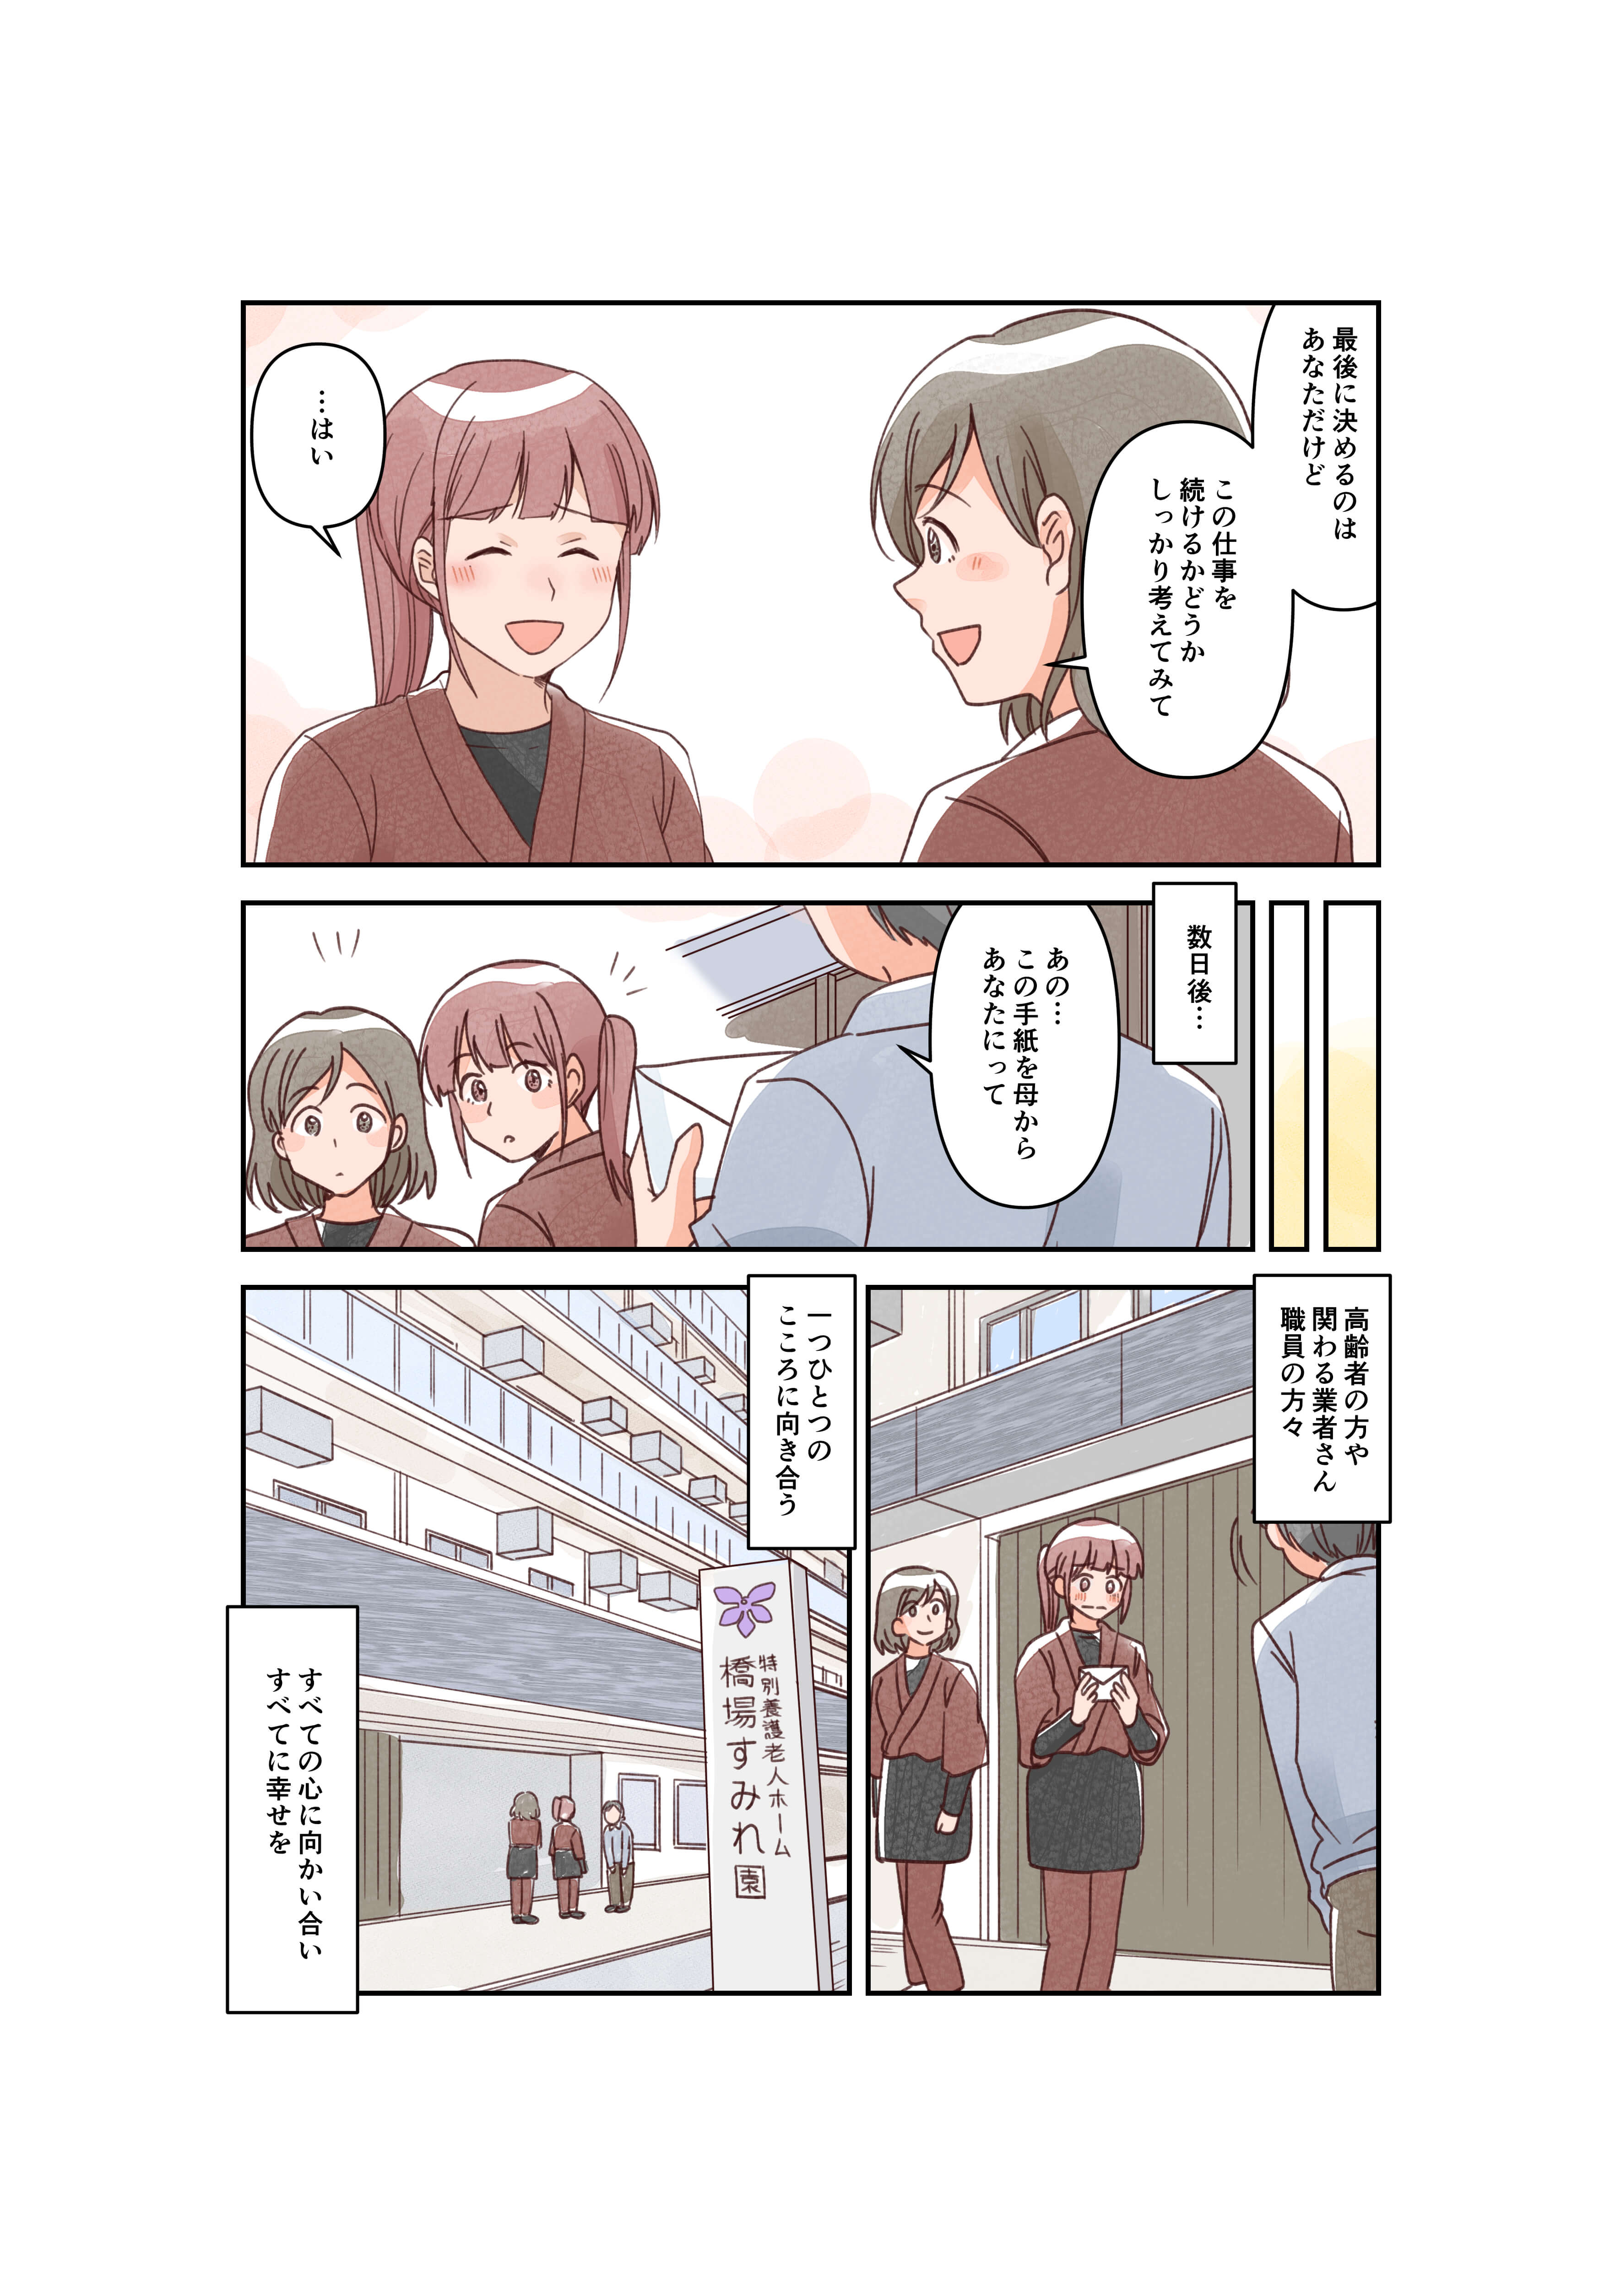 最後に決めるのは
あなただけど
この仕事を
続けるかどうか
しっかり考えてみて
…はい
数日後…
あの…
この手紙を母から
あなたにって
高齢者の方や
関わる業者さん
職員の方々
一つひとつの
こころに向き合う
特別養護老人ホーム
橋場すみれ園
すべての心に向かい合い
すべてに幸せを